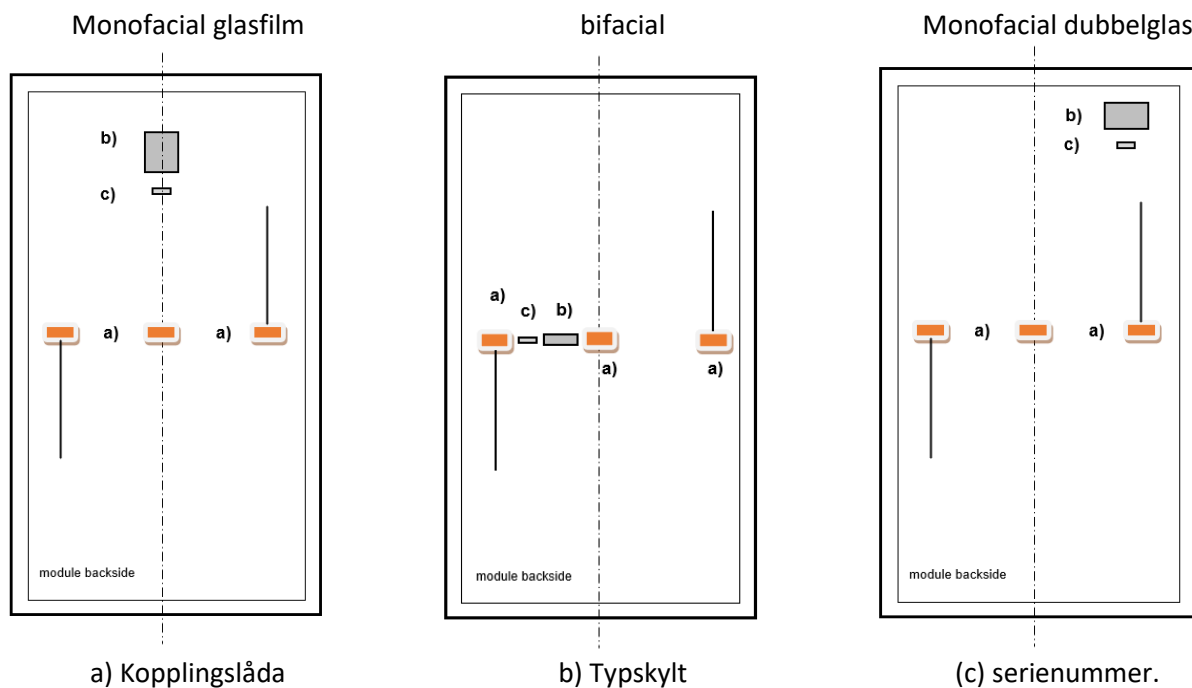 Monofacial glasfilm
bifacial
Monofacial dubbelglas
b)
c)
a)
a)
module backside
a)
c)
b)
a)
a)
module backside
b)
c)
a)
a)
module backside
a) Kopplingslåda
b) Typskylt
(c) serienummer.